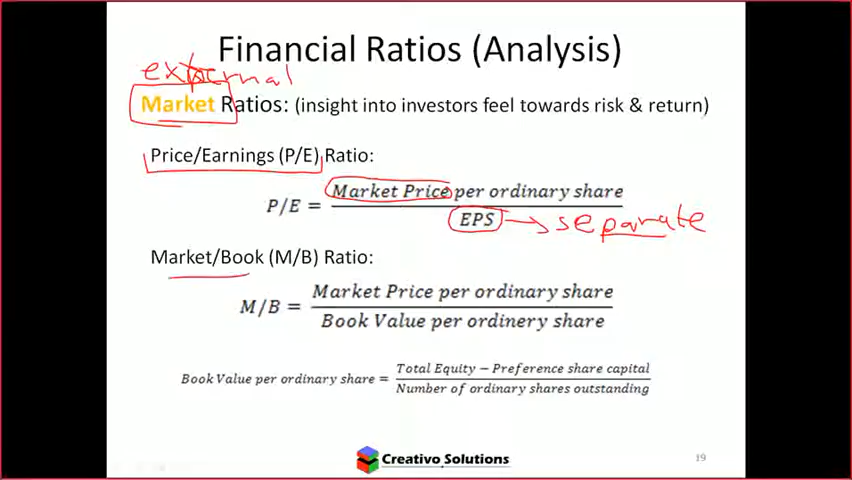 Financial Ratios (Analysis)
external
Market Ratios: (insight into investors feel towards risk & return)
Price/Earnings (P/E) Ratio:
P/E = Market Price per ordinary share / EPS → separate
Market/Book (M/B) Ratio:
M/B = Market Price per ordinary share / Book Value per ordinery share
Book Value per ordinary share = Total Equity − Preference share capital / Number of ordinary shares outstanding
Creativo Solutions
19